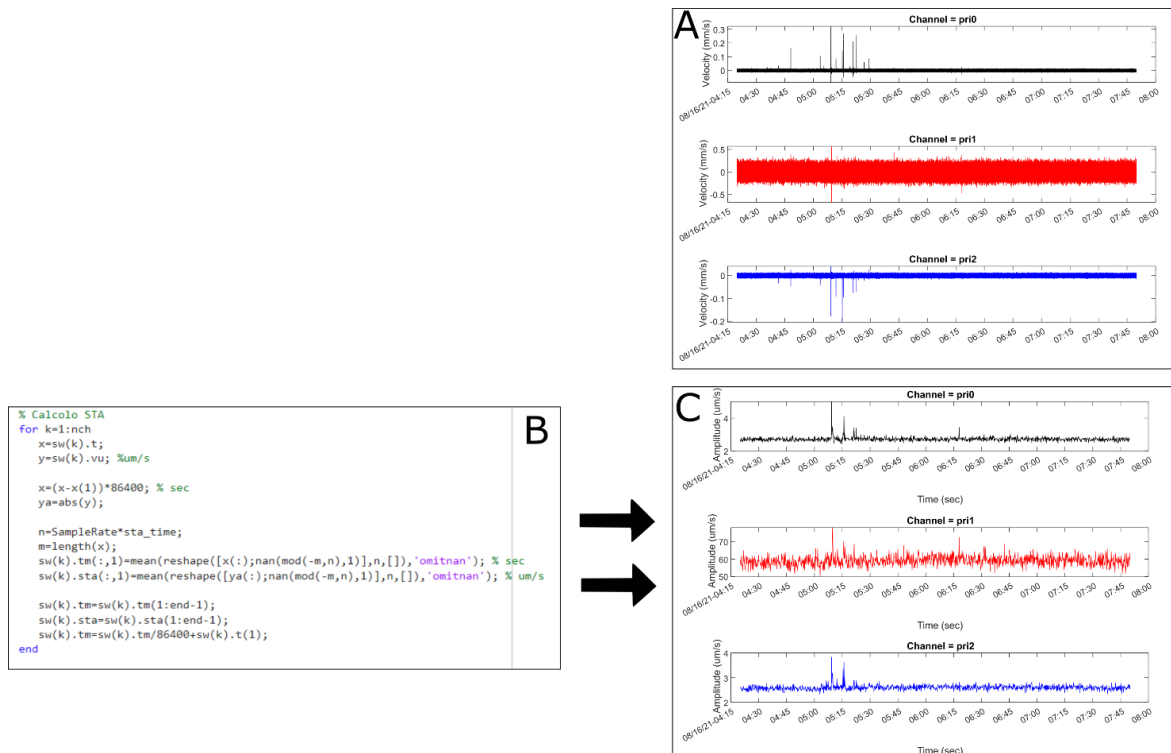 A
Channel = pri0
Velocity (mm/s)
0.3
0.2
0.1
0
08/16/21-04:15 04:30 04:45 05:00 05:15 05:30 05:45 06:00 06:15 06:30 06:45 07:00 07:15 07:30 07:45 08:00
Channel = pri1
Velocity (mm/s)
0.5
0
-0.5
08/16/21-04:15 04:30 04:45 05:00 05:15 05:30 05:45 06:00 06:15 06:30 06:45 07:00 07:15 07:30 07:45 08:00
Channel = pri2
Velocity (mm/s)
0
-0.1
-0.2
08/16/21-04:15 04:30 04:45 05:00 05:15 05:30 05:45 06:00 06:15 06:30 06:45 07:00 07:15 07:30 07:45 08:00
B
% Calcolo STA
for k=1:nch
x=sw(k).t;
y=sw(k).vu; %um/s
x=(x-x(1))*86400; % sec
ya=abs(y);
n=SampleRate*sta_time;
m=length(x);
sw(k).tm(:,1)=mean(reshape([x(:);nan(mod(-m,n),1)],n,[]),'omitnan'); % sec
sw(k).sta(:,1)=mean(reshape([ya(:);nan(mod(-m,n),1)],n,[]),'omitnan'); % um/s
sw(k).tm=sw(k).tm(1:end-1);
sw(k).sta=sw(k).sta(1:end-1);
sw(k).tm=sw(k).tm/86400+sw(k).t(1);
end
C
Channel = pri0
Amplitude (um/s)
4
2
08/16/21-04:15 04:30 04:45 05:00 05:15 05:30 05:45 06:00 06:15 06:30 06:45 07:00 07:15 07:30 07:45 08:00
Time (sec)
Channel = pri1
Amplitude (um/s)
70
60
50
08/16/21-04:15 04:30 04:45 05:00 05:15 05:30 05:45 06:00 06:15 06:30 06:45 07:00 07:15 07:30 07:45 08:00
Time (sec)
Channel = pri2
Amplitude (um/s)
4
3
2
08/16/21-04:15 04:30 04:45 05:00 05:15 05:30 05:45 06:00 06:15 06:30 06:45 07:00 07:15 07:30 07:45 08:00
Time (sec)